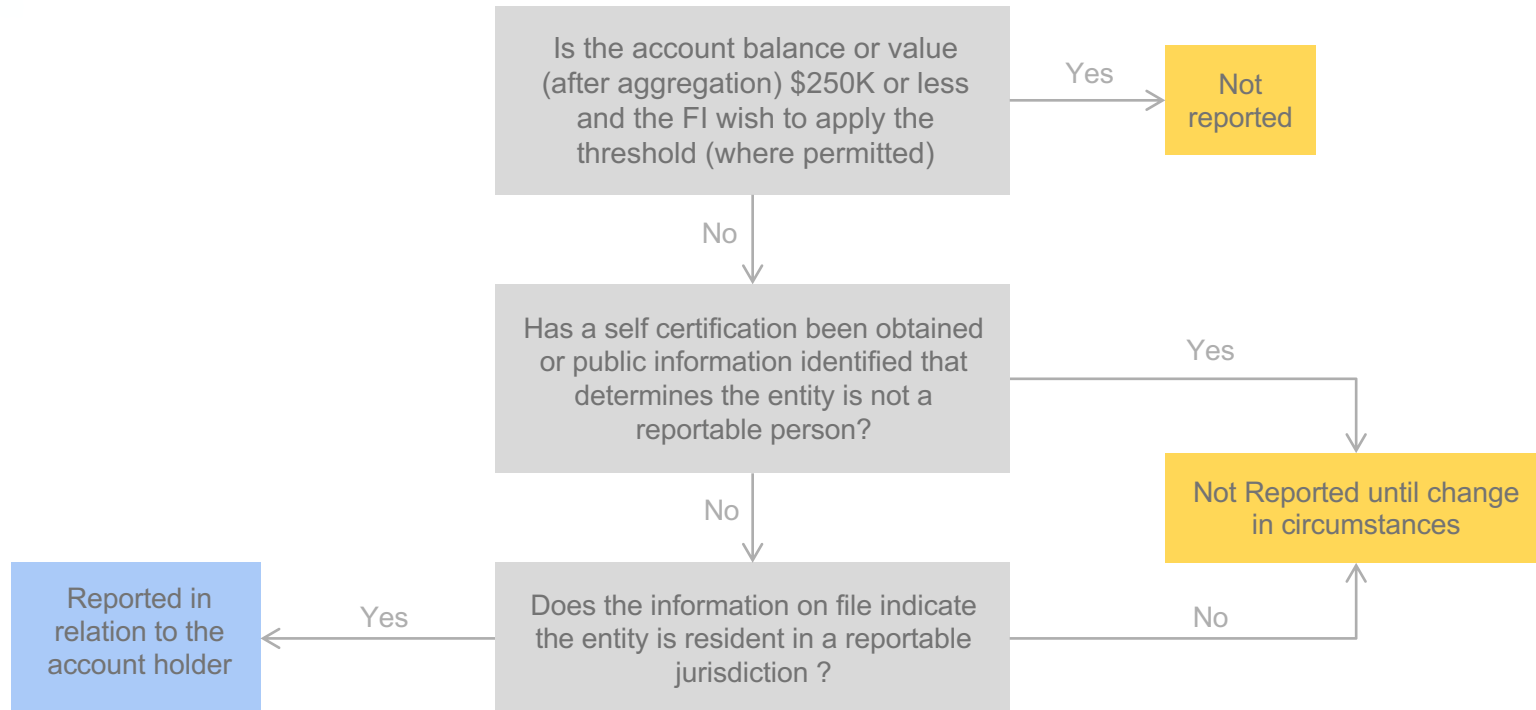 Is the account balance or value
(after aggregation) $250K or less
and the FI wish to apply the
threshold (where permitted)
Yes
Not
reported
No
Has a self certification been obtained
or public information identified that
determines the entity is not a
reportable person?
Yes
Not Reported until change
in circumstances
No
Reported in
relation to the
account holder
Yes
Does the information on file indicate
the entity is resident in a reportable
jurisdiction ?
No